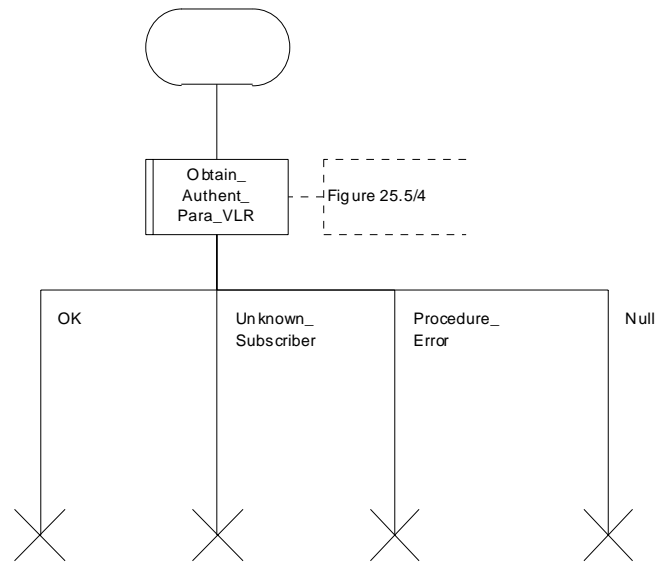 Obtain_
Authent_
Para_VLR
Figure 25.5/4
OK
Unknown_
Subscriber
Procedure_
Error
Null